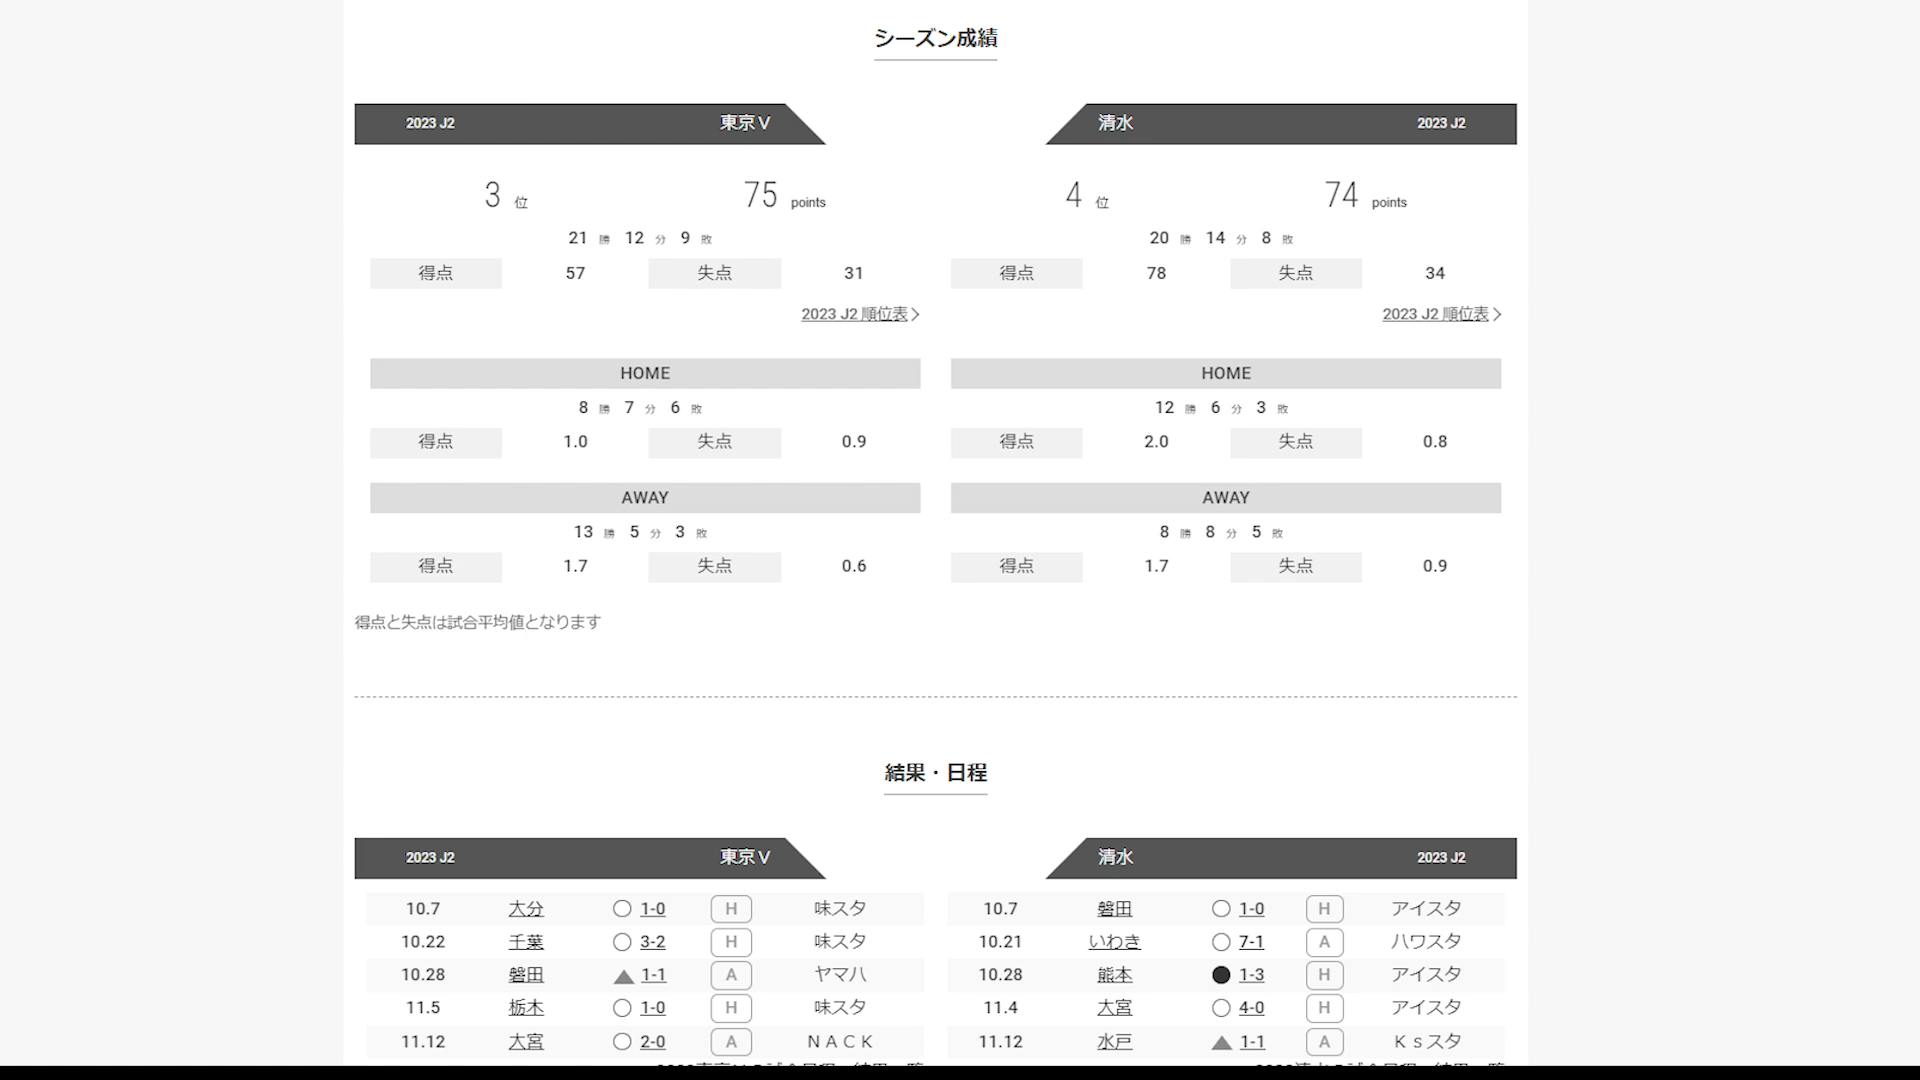 シーズン成績
2023 J2 東京Ｖ
清水 2023 J2
3 位 75 points
4 位 74 points
21 勝 12 分 9 敗
20 勝 14 分 8 敗
得点 57 失点 31
得点 78 失点 34
2023 J2 順位表
2023 J2 順位表
HOME
HOME
8 勝 7 分 6 敗
12 勝 6 分 3 敗
得点 1.0 失点 0.9
得点 2.0 失点 0.8
AWAY
AWAY
13 勝 5 分 3 敗
8 勝 8 分 5 敗
得点 1.7 失点 0.6
得点 1.7 失点 0.9
得点と失点は試合平均値となります
結果・日程
2023 J2 東京Ｖ
清水 2023 J2
10.7 大分 ○ 1-0 H 味スタ
10.22 千葉 ○ 3-2 H 味スタ
10.28 磐田 ▲ 1-1 A ヤマハ
11.5 栃木 ○ 1-0 H 味スタ
11.12 大宮 ○ 2-0 A ＮＡＣＫ
10.7 磐田 ○ 1-0 H アイスタ
10.21 いわき ○ 7-1 A ハワスタ
10.28 熊本 ● 1-3 H アイスタ
11.4 大宮 ○ 4-0 H アイスタ
11.12 水戸 ▲ 1-1 A Ｋｓスタ